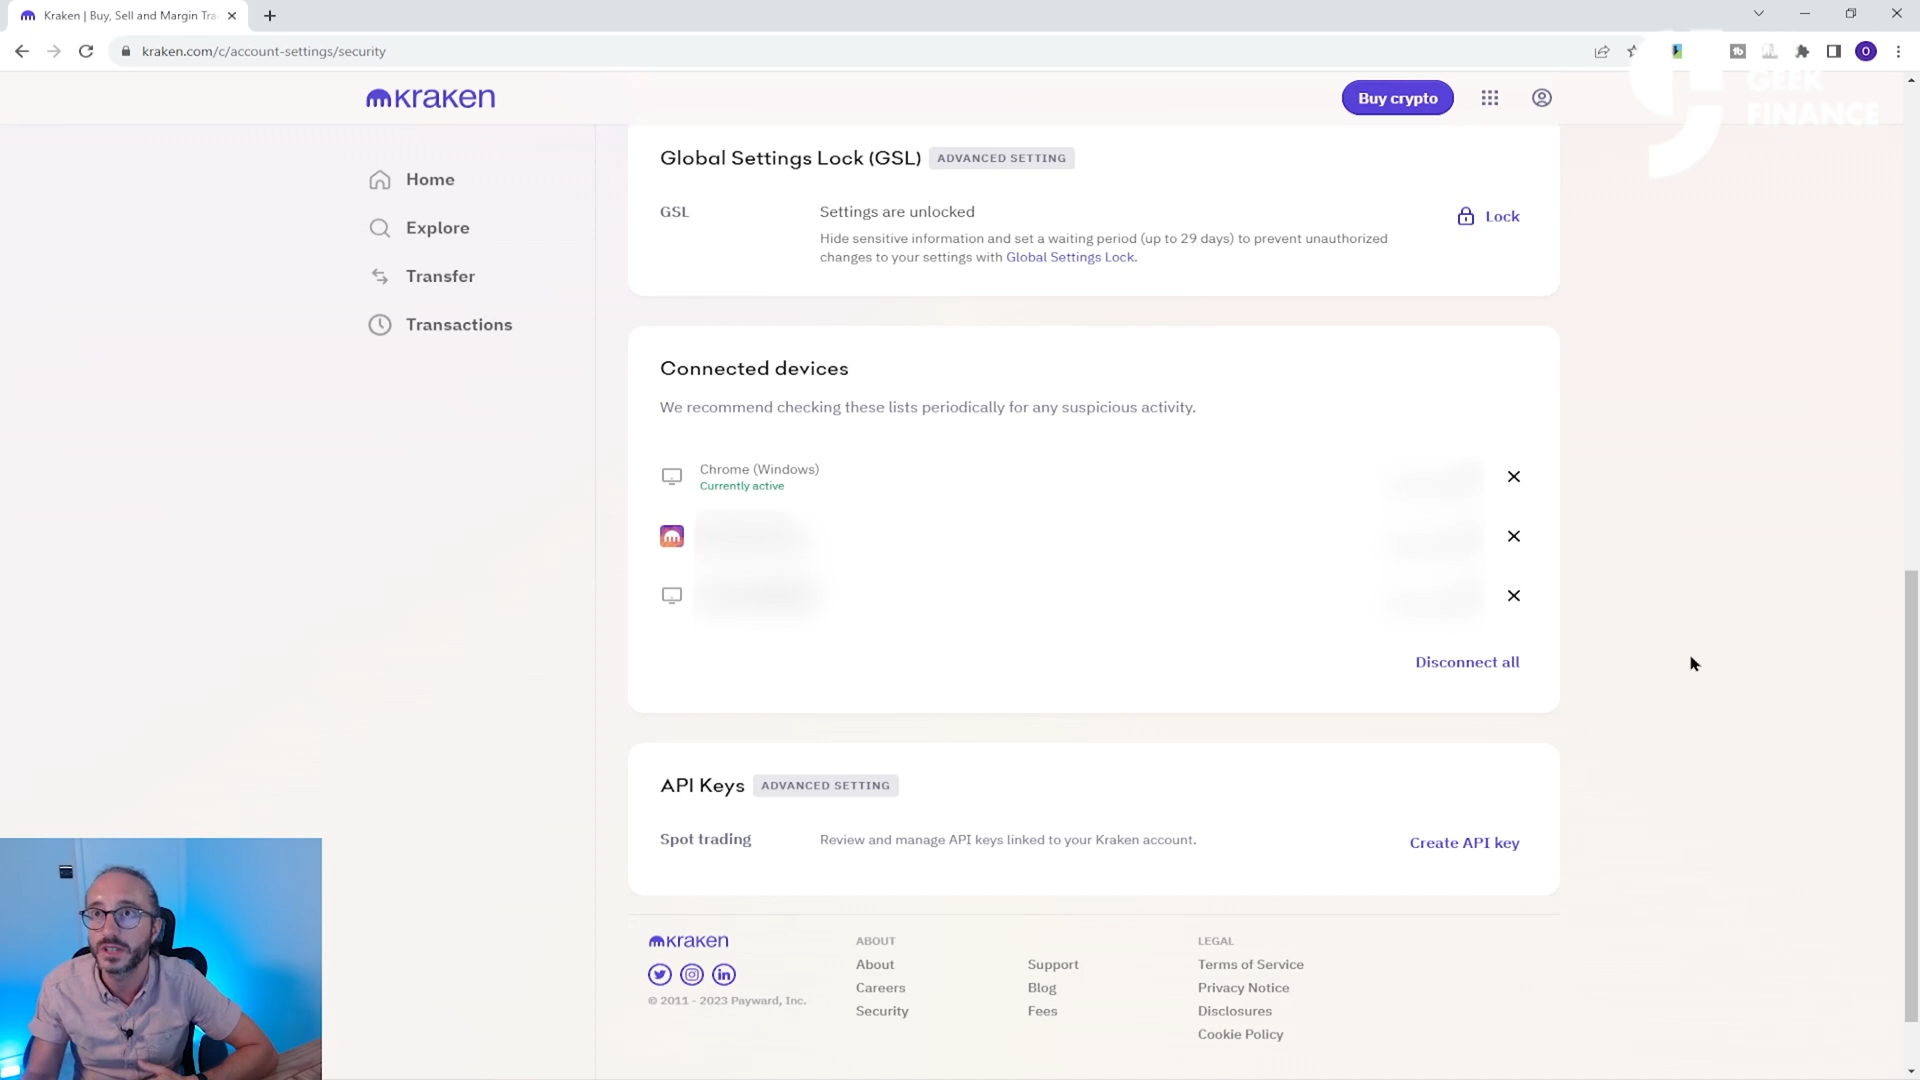 Kraken | Buy, Sell and Margin Tra
kraken.com/c/account-settings/security
O
GEEK
FINANCE
kraken
Buy crypto
Home
Explore
Transfer
Transactions
Global Settings Lock (GSL) ADVANCED SETTING
GSL
Settings are unlocked
Lock
Hide sensitive information and set a waiting period (up to 29 days) to prevent unauthorized
changes to your settings with Global Settings Lock.
Connected devices
We recommend checking these lists periodically for any suspicious activity.
Chrome (Windows)
Currently active
Disconnect all
API Keys ADVANCED SETTING
Spot trading
Review and manage API keys linked to your Kraken account.
Create API key
kraken
© 2011 - 2023 Payward, Inc.
ABOUT
About
Careers
Security
Support
Blog
Fees
LEGAL
Terms of Service
Privacy Notice
Disclosures
Cookie Policy